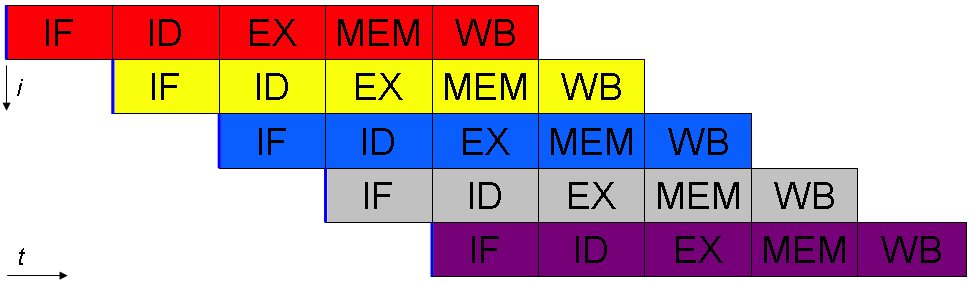 IF ID EX MEM WB
i IF ID EX MEM WB
IF ID EX MEM WB
IF ID EX MEM WB
t IF ID EX MEM WB